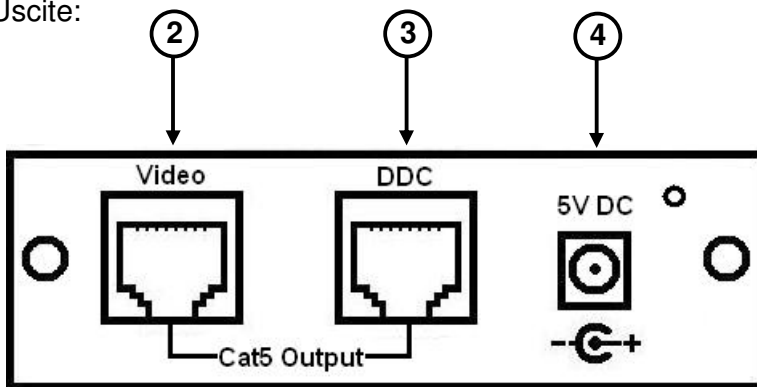 Uscite:
2 3 4
Video DDC
5V DC
Cat5 Output
- +